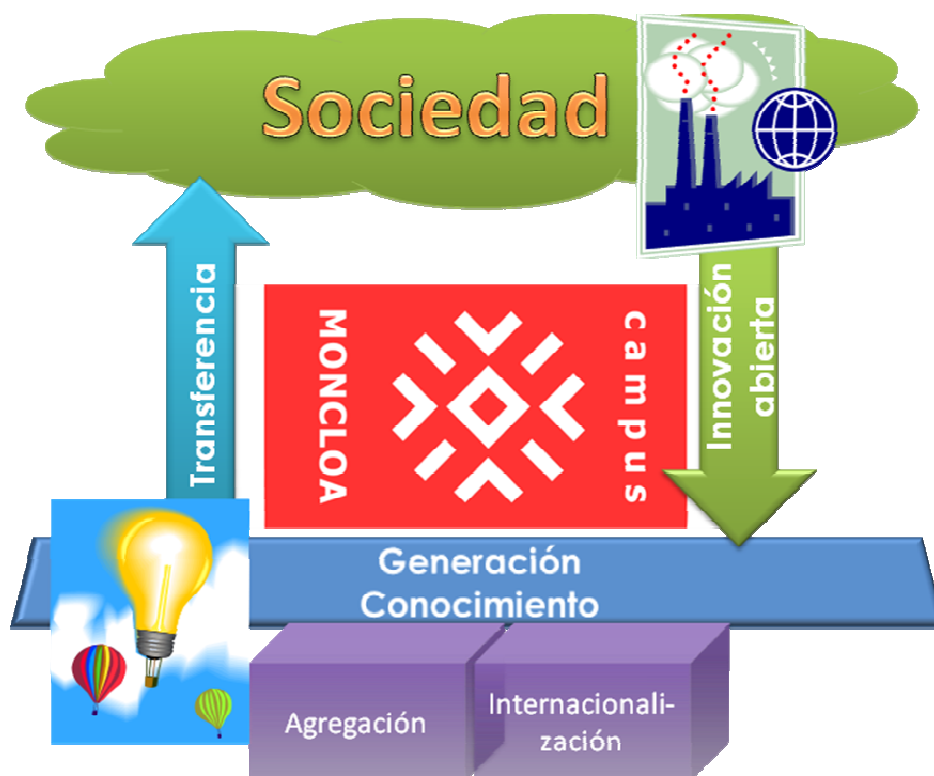 Sociedad
Transferencia
MONCLOA
campus
Innovación
abierta
Generación
Conocimiento
Agregación
Internacionali-
zación